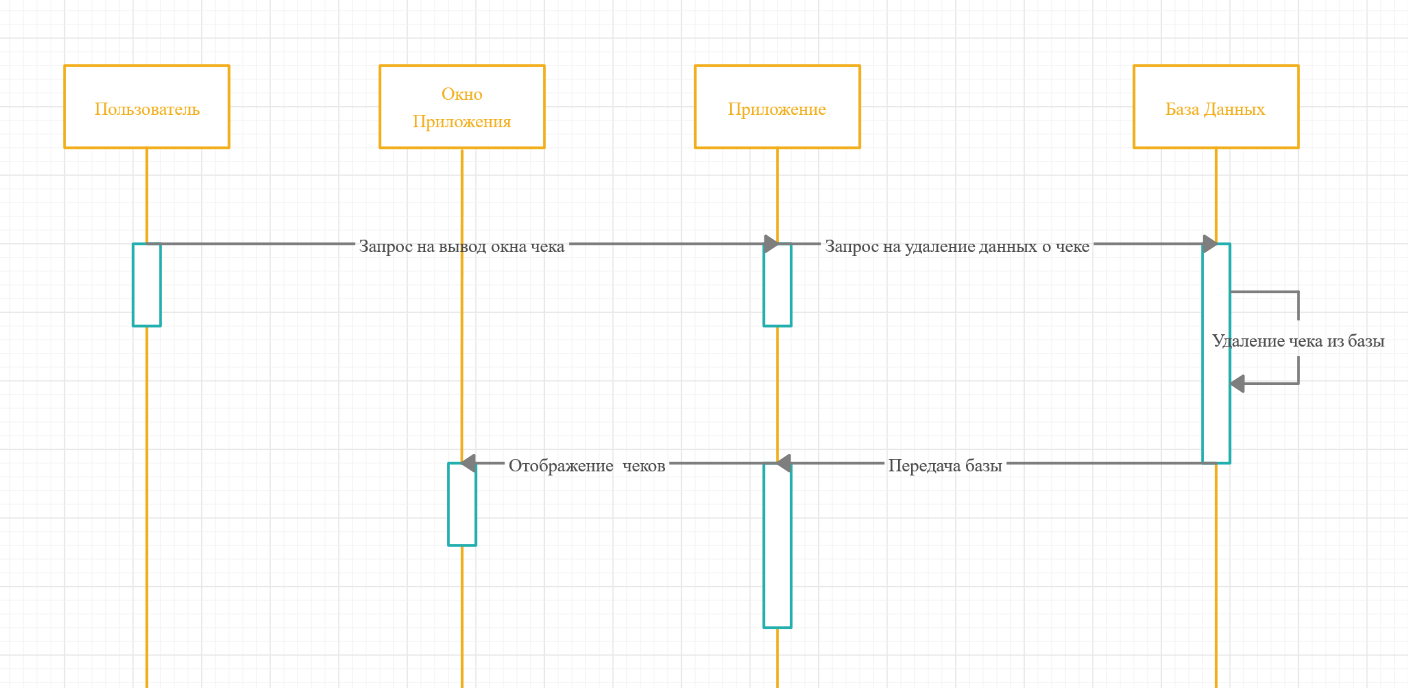 Пользователь
Окно
Приложения
Приложение
База Данных
Запрос на вывод окна чека
Запрос на удаление данных о чеке
Удаление чека из базы
Отображение  чеков
Передача базы